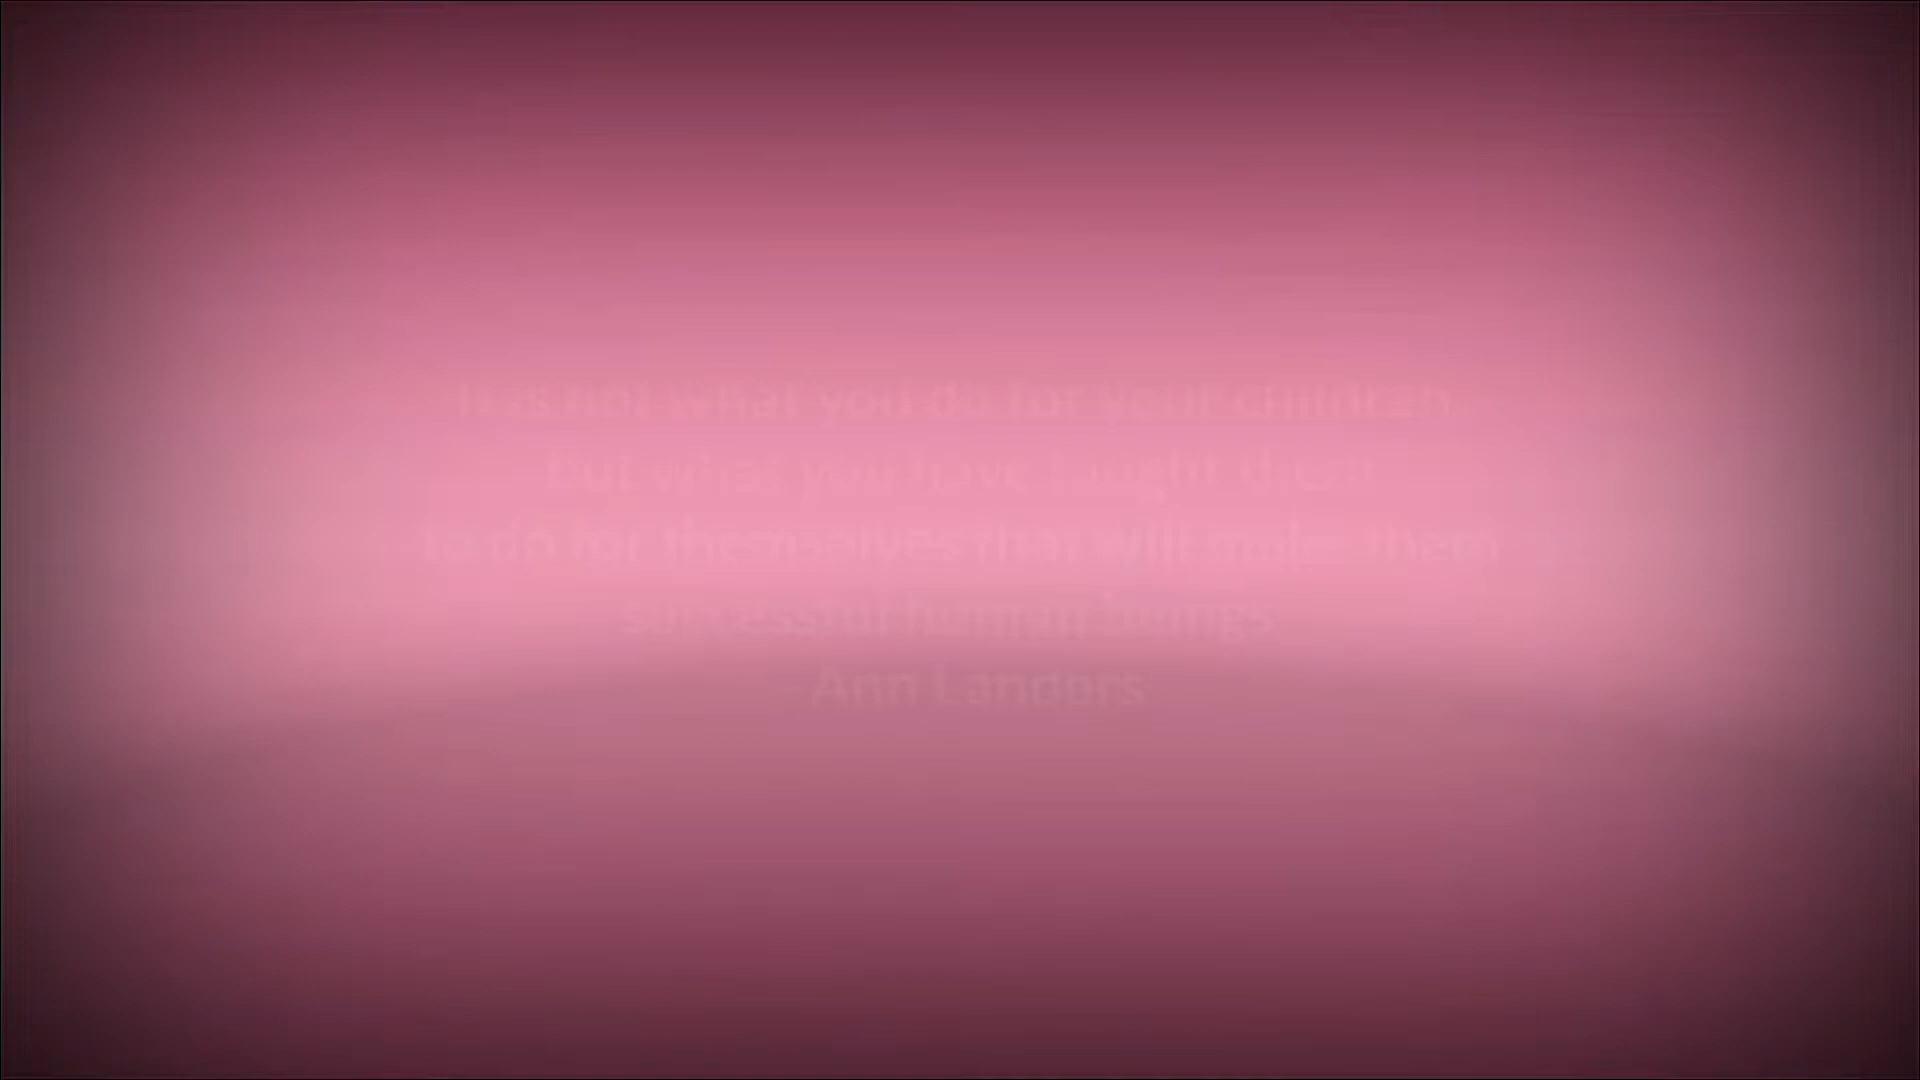 It is not what you do for your children
But what you have taught them
to do for themselves that will make them
successful human beings
- Ann Landers